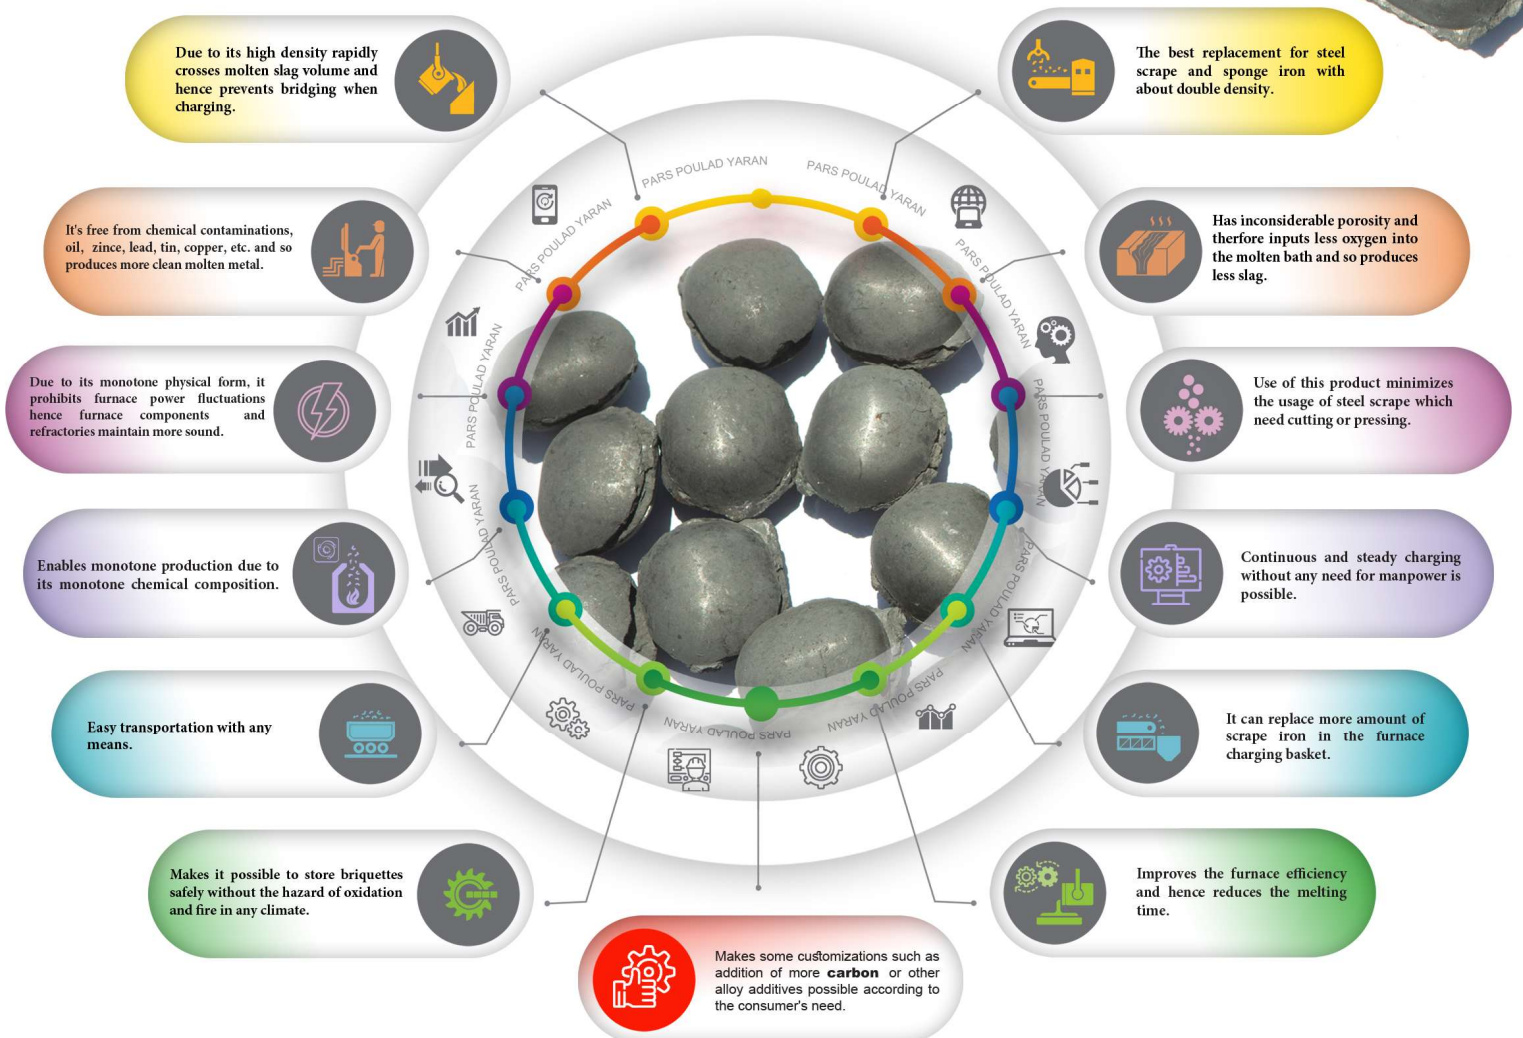 Due to its high density rapidly
crosses molten slag volume and
hence prevents bridging when
charging.
The best replacement for steel
scrape and sponge iron with
about double density.
It's free from chemical contaminations,
oil, zince, lead, tin, copper, etc. and so
produces more clean molten metal.
Has inconsiderable porosity and
therfore inputs less oxygen into
the molten bath and so produces
less slag.
Due to its monotone physical form, it
prohibits furnace power fluctuations
hence furnace components and
refractories maintain more sound.
Use of this product minimizes
the usage of steel scrape which
need cutting or pressing.
Enables monotone production due to
its monotone chemical composition.
Continuous and steady charging
without any need for manpower is
possible.
Easy transportation with any
means.
It can replace more amount of
scrape iron in the furnace
charging basket.
Makes it possible to store briquettes
safely without the hazard of oxidation
and fire in any climate.
Improves the furnace efficiency
and hence reduces the melting
time.
Makes some customizations such as
addition of more carbon or other
alloy additives possible according to
the consumer's need.
PARS POULAD YARAN
PARS POULAD YARAN
PARS POULAD YARAN
PARS POULAD YARAN
PARS POULAD YARAN
PARS POULAD YARAN
PARS POULAD YARAN
PARS POULAD YARAN
PARS POULAD YARAN
PARS POULAD YARAN
PARS POULAD YARAN